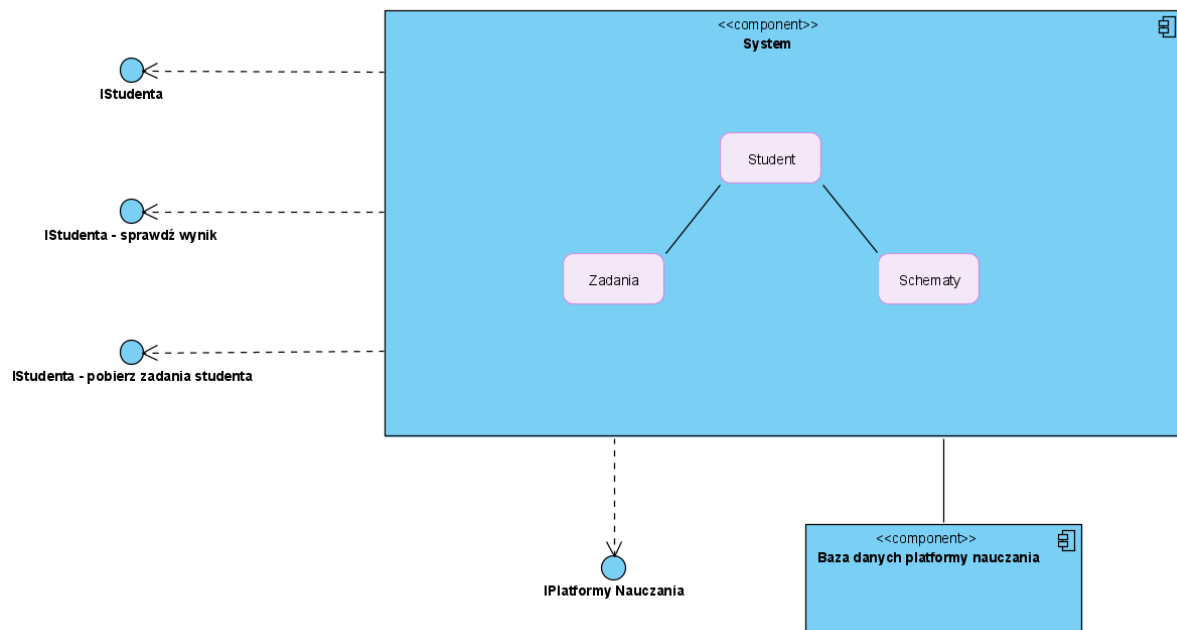 <<component>>
System
IStudenta
Student
IStudenta - sprawdź wynik
Zadania
Schematy
IStudenta - pobierz zadania studenta
<<component>>
Baza danych platformy nauczania
IPlatformy Nauczania